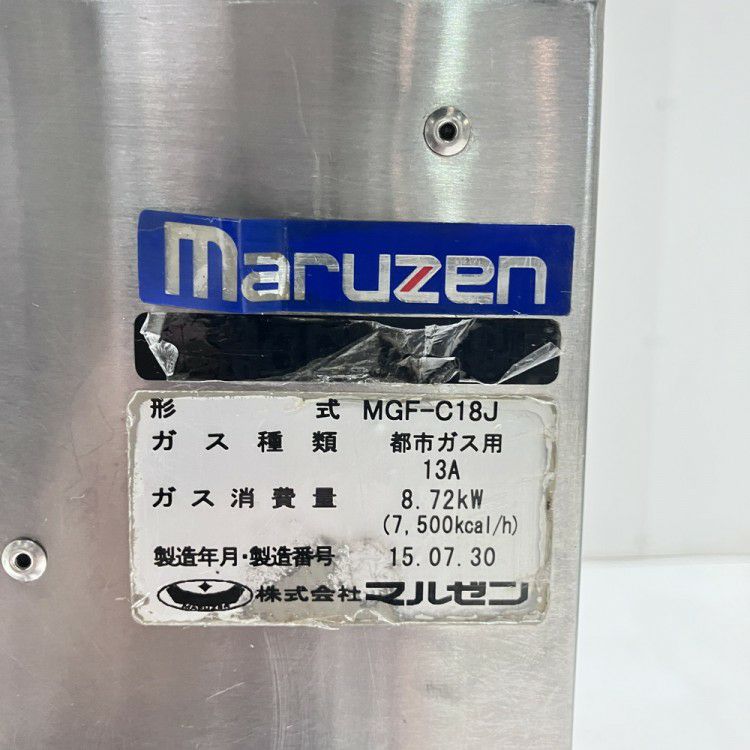 maruzen
形 式 MGF-C18J
ガス種類 都市ガス用
13A
ガス消費量 8.72kW
(7,500kcal/h)
製造年月・製造番号 15.07.30
MARUZEN 株式会社 マルゼン